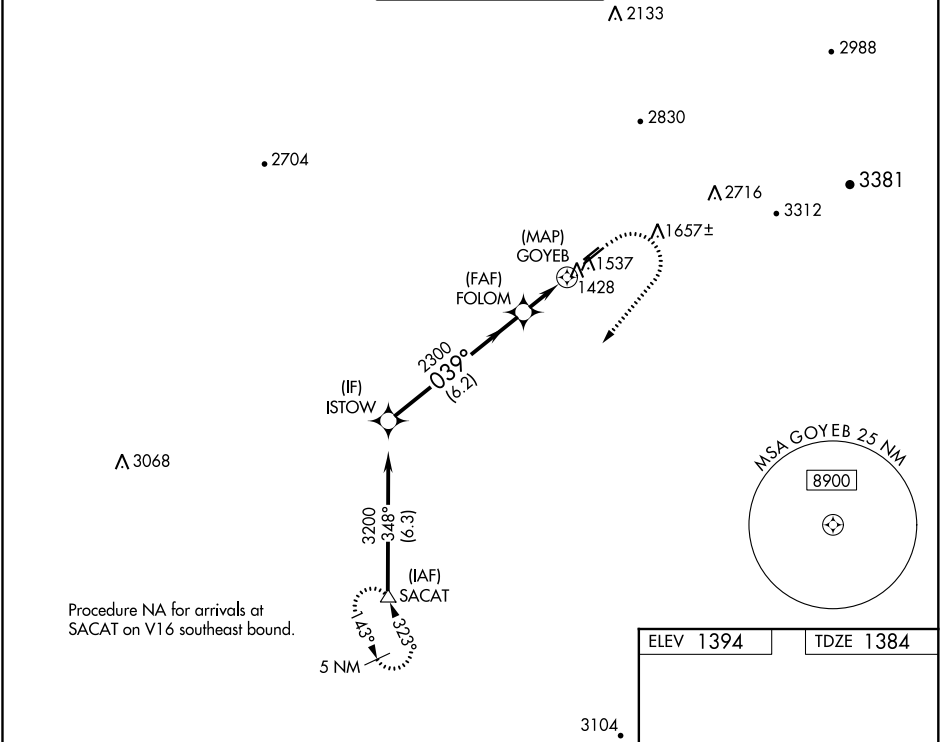 2133
2988
2830
2704
3381
2716
3312
1657±
(MAP)
GOYEB
1537
1428
(FAF)
FOLOM
2300
039°
(6.2)
(IF)
ISTOW
MSA GOYEB 25 NM
8900
3068
3200
348°
(6.3)
(IAF)
SACAT
Procedure NA for arrivals at
SACAT on V16 southeast bound.
143°
323°
5 NM
ELEV 1394
TDZE 1384
3104